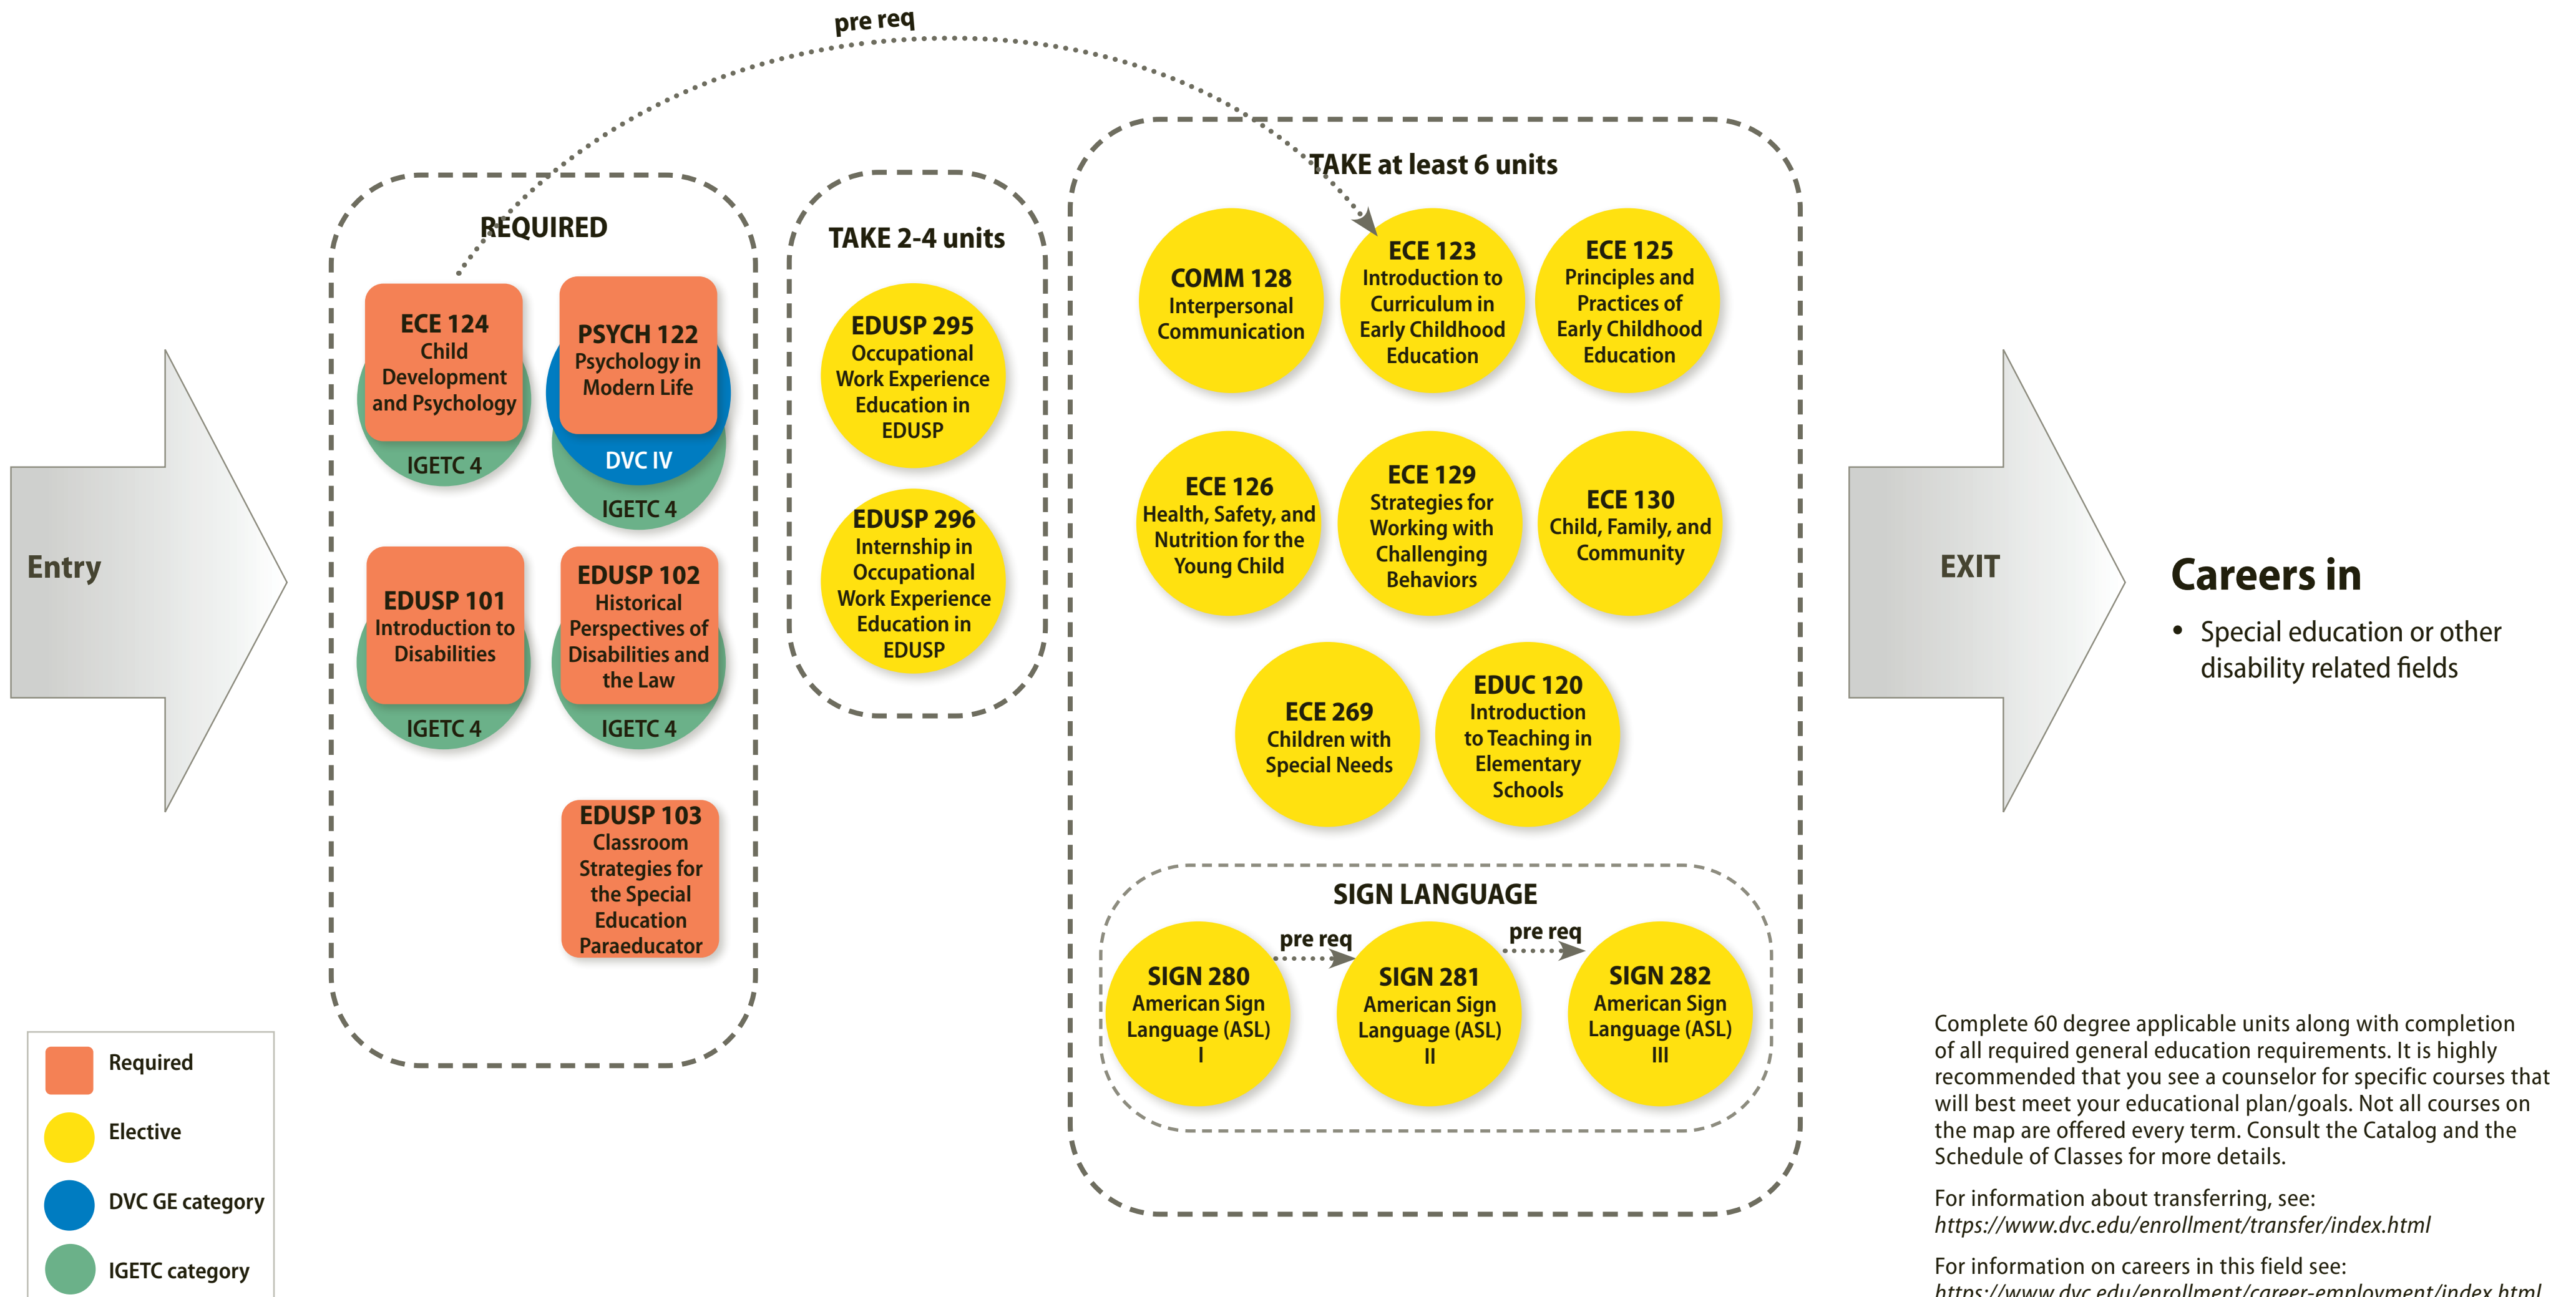 pre req
Entry
REQUIRED
ECE 124
Child
Development
and Psychology
IGETC 4
PSYCH 122
Psychology in
Modern Life
DVC IV
IGETC 4
EDUSP 101
Introduction to
Disabilities
IGETC 4
EDUSP 102
Historical
Perspectives of
Disabilities and
the Law
IGETC 4
EDUSP 103
Classroom
Strategies for
the Special
Education
Paraeducator
TAKE 2-4 units
EDUSP 295
Occupational
Work Experience
Education in
EDUSP
EDUSP 296
Internship in
Occupational
Work Experience
Education in
EDUSP
TAKE at least 6 units
COMM 128
Interpersonal
Communication
ECE 123
Introduction to
Curriculum in
Early Childhood
Education
ECE 125
Principles and
Practices of
Early Childhood
Education
ECE 126
Health, Safety, and
Nutrition for the
Young Child
ECE 129
Strategies for
Working with
Challenging
Behaviors
ECE 130
Child, Family, and
Community
ECE 269
Children with
Special Needs
EDUC 120
Introduction
to Teaching in
Elementary
Schools
SIGN LANGUAGE
SIGN 280
American Sign
Language (ASL)
I
pre req
SIGN 281
American Sign
Language (ASL)
II
pre req
SIGN 282
American Sign
Language (ASL)
III
EXIT
Careers in
• Special education or other
disability related fields
Required
Elective
DVC GE category
IGETC category
Complete 60 degree applicable units along with completion
of all required general education requirements. It is highly
recommended that you see a counselor for specific courses that
will best meet your educational plan/goals. Not all courses on
the map are offered every term. Consult the Catalog and the
Schedule of Classes for more details.
For information about transferring, see:
https://www.dvc.edu/enrollment/transfer/index.html
For information on careers in this field see:
https://www.dvc.edu/enrollment/career-employment/index.html